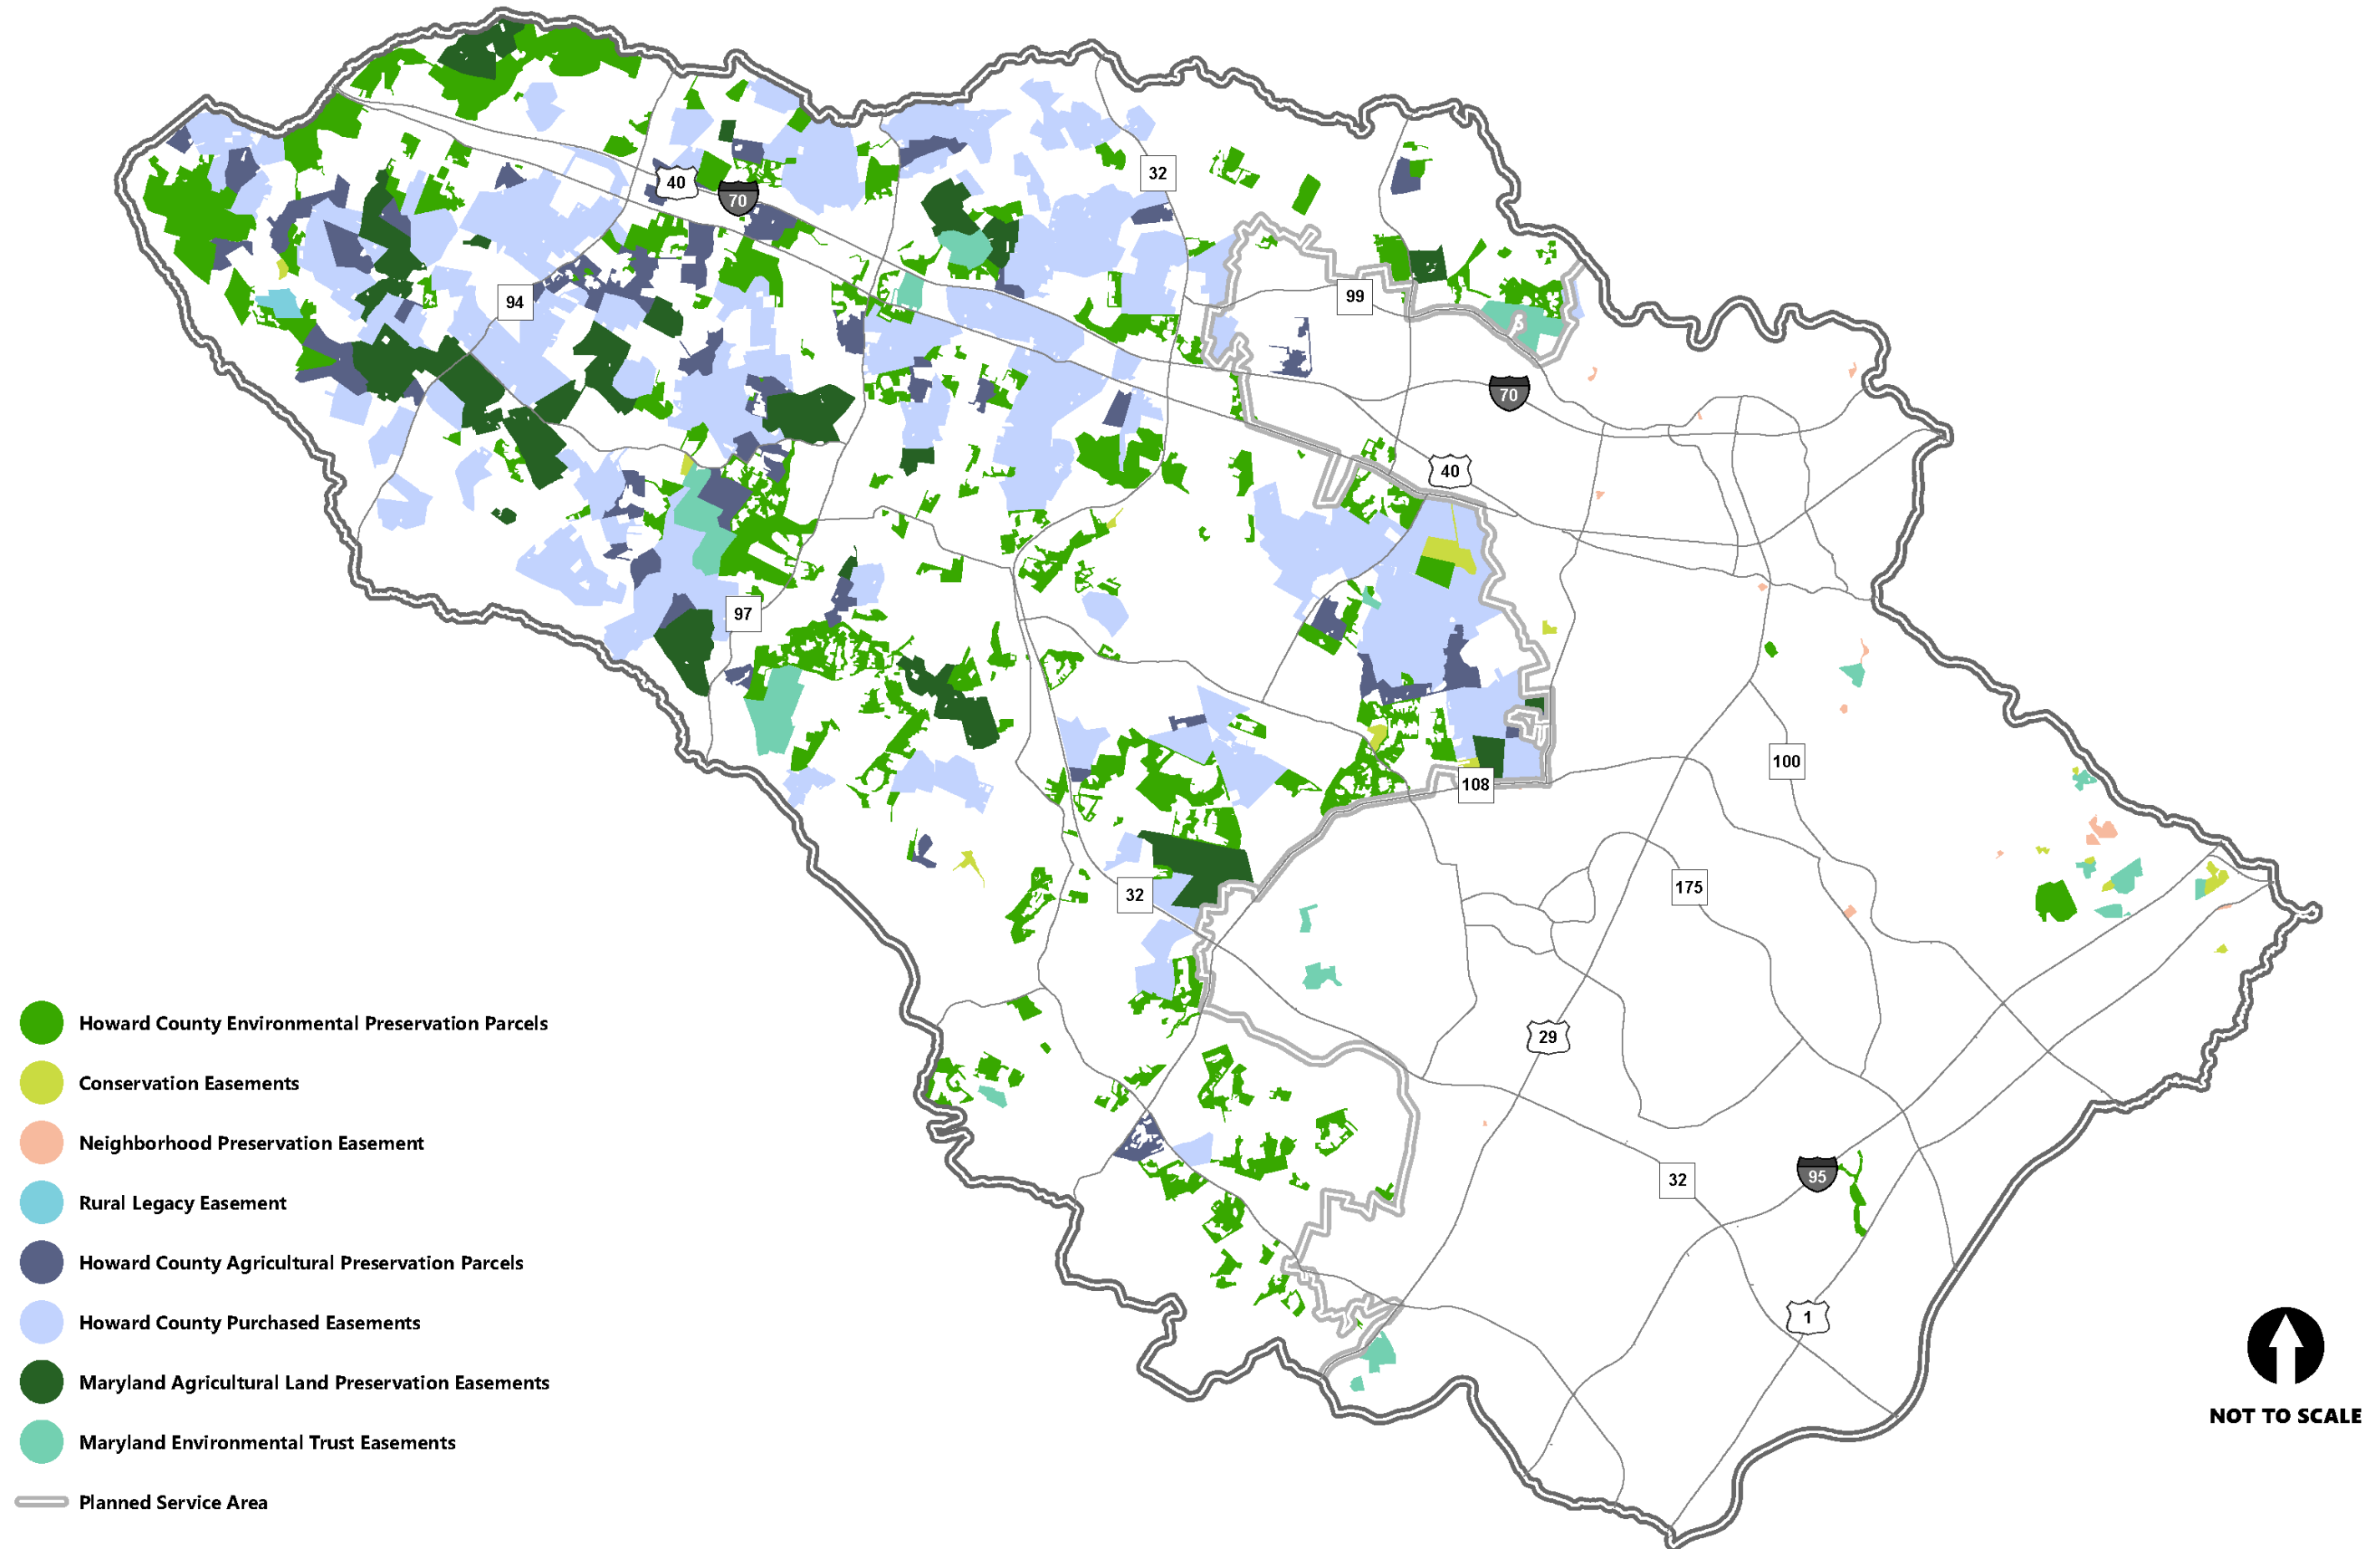 32
40
70
94
99
70
40
97
100
108
175
32
29
32
95
1
Howard County Environmental Preservation Parcels
Conservation Easements
Neighborhood Preservation Easement
Rural Legacy Easement
Howard County Agricultural Preservation Parcels
Howard County Purchased Easements
Maryland Agricultural Land Preservation Easements
Maryland Environmental Trust Easements
Planned Service Area
NOT TO SCALE